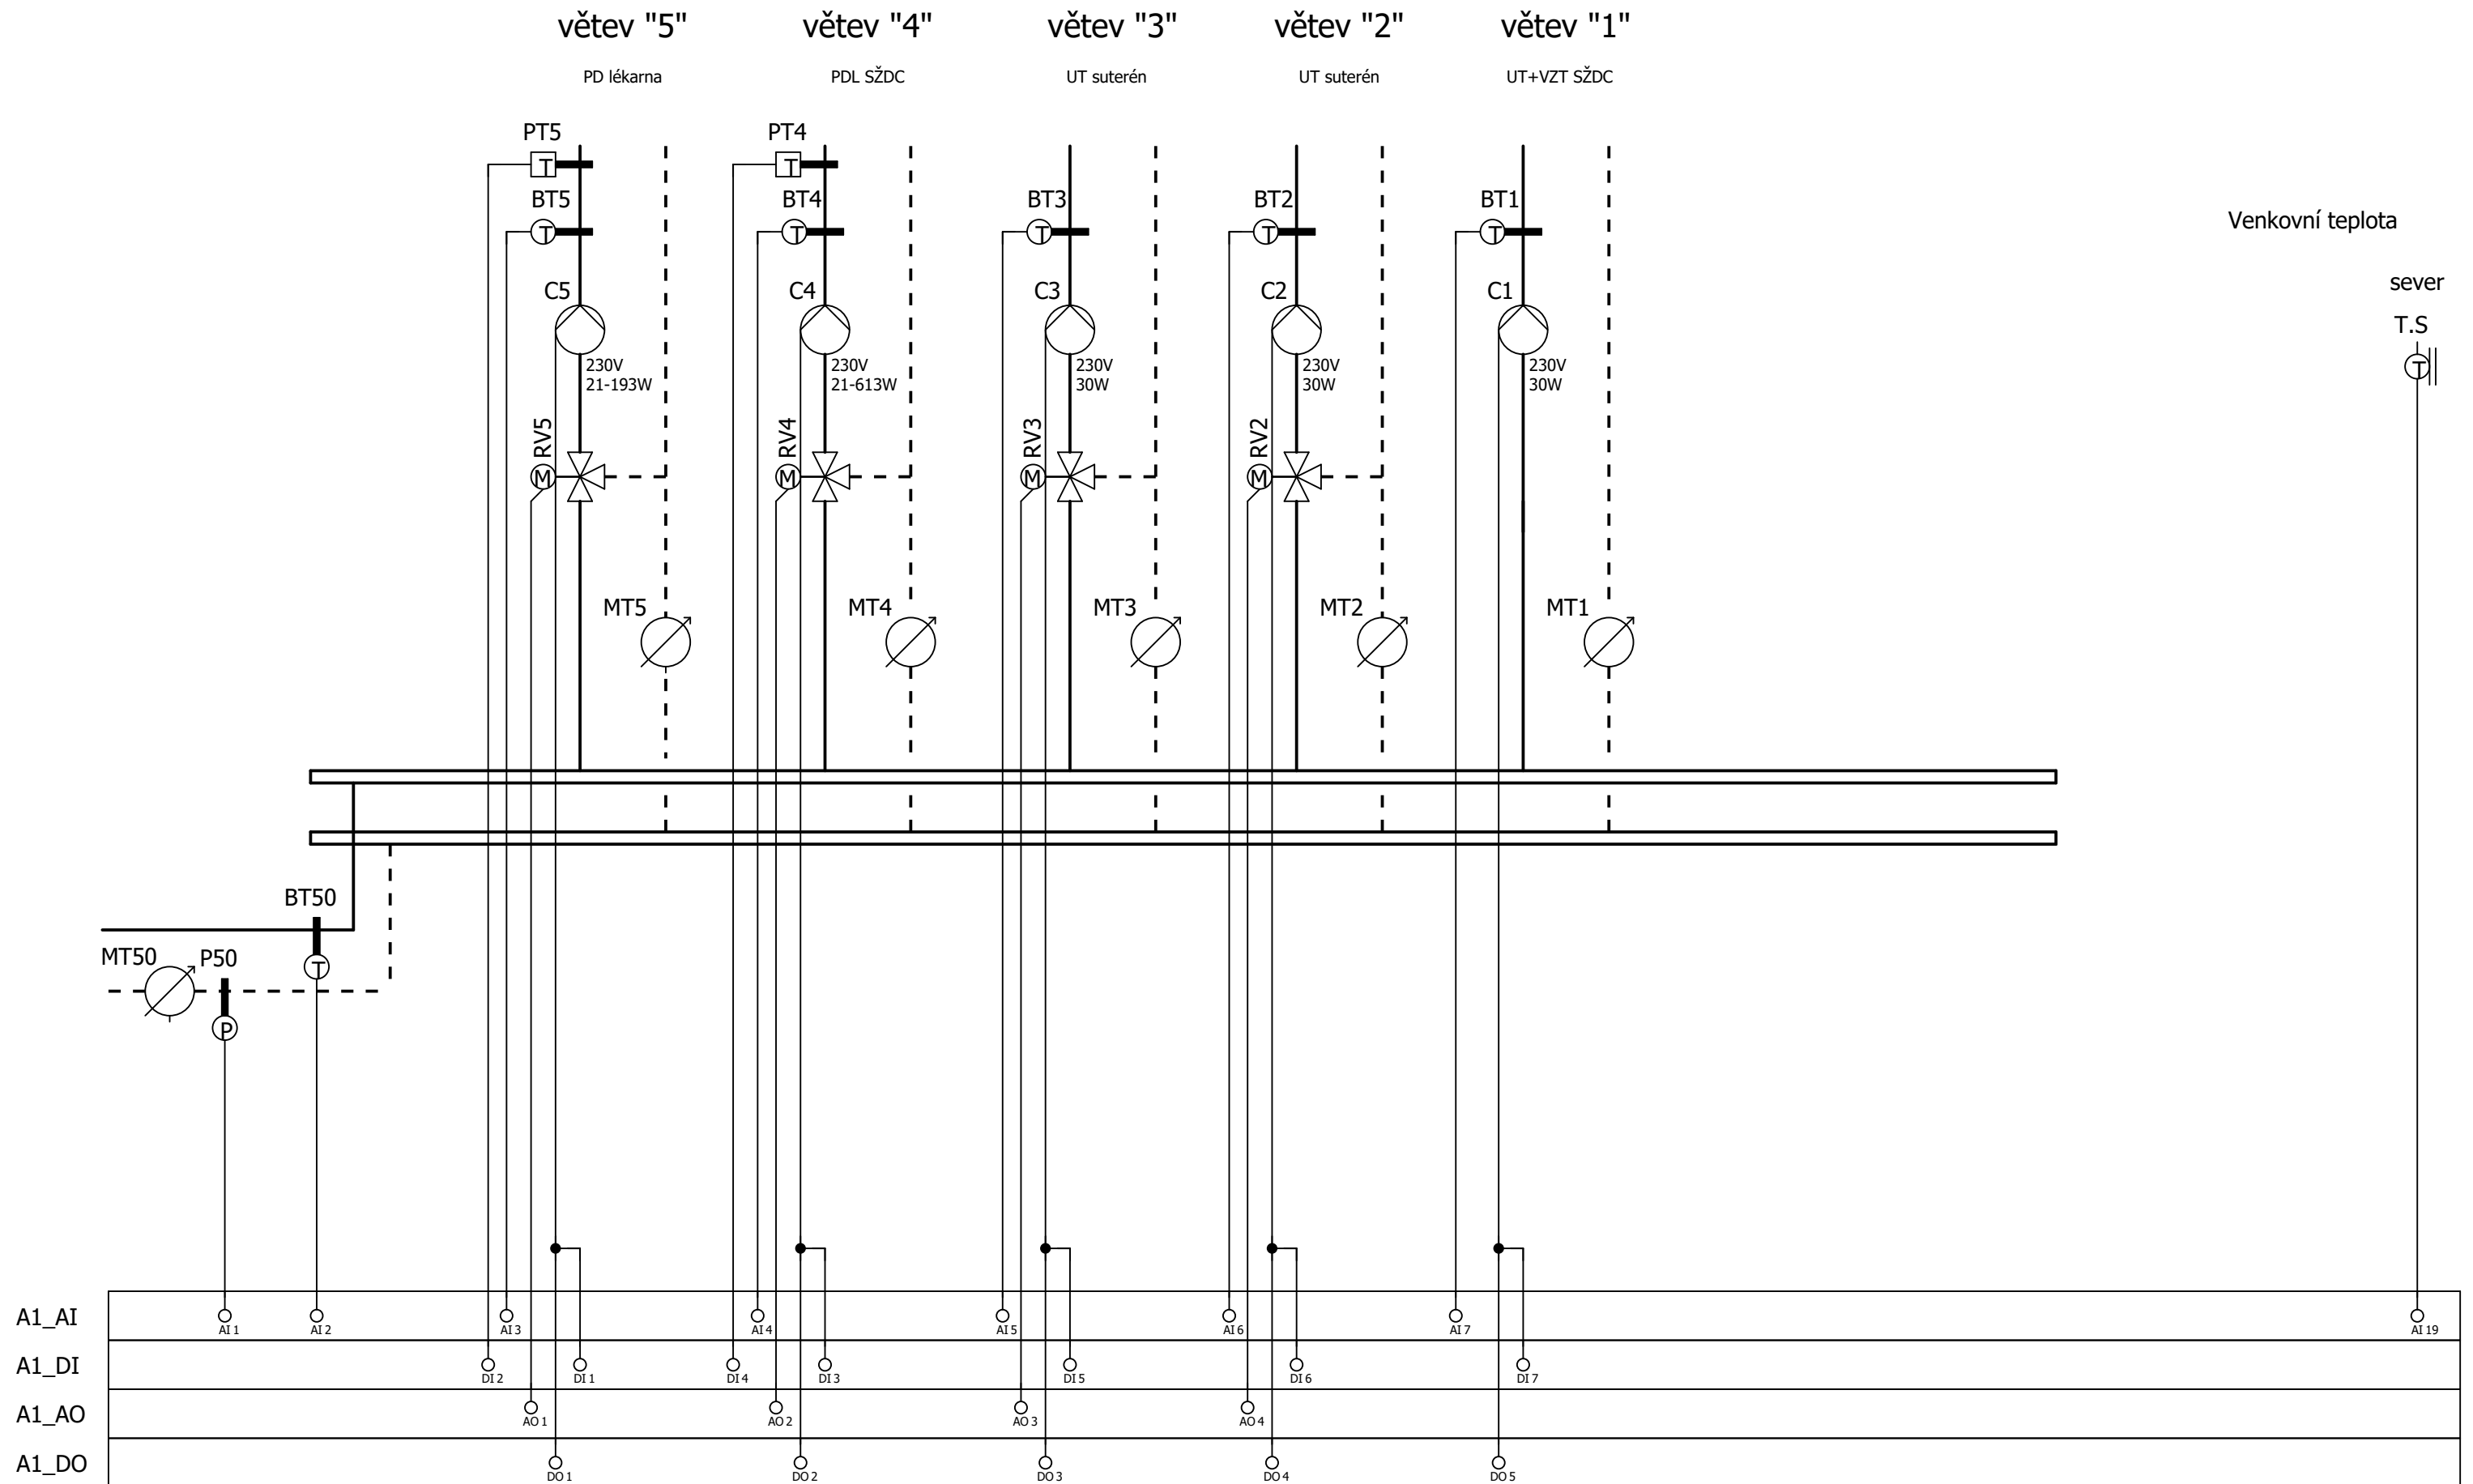 větev "5" větev "4" větev "3" větev "2" větev "1"
PD lékarna PDL SŽDC UT suterén UT suterén UT+VZT SŽDC
PT5 PT4
T T
BT5 BT4 BT3 BT2 BT1
T T T T T
Venkovní teplota
sever
T.S
T
C5 C4 C3 C2 C1
230V 230V 230V 230V 230V
21-193W 21-613W 30W 30W 30W
RV5 RV4 RV3 RV2
M M M M
MT5 MT4 MT3 MT2 MT1
BT50
MT50 P50
T
P
A1_AI
AI 1 AI 2 AI 3 AI 4 AI 5 AI 6 AI 7 AI 19
A1_DI
DI 2 DI 1 DI 4 DI 3 DI 5 DI 6 DI 7
A1_AO
AO 1 AO 2 AO 3 AO 4
A1_DO
DO 1 DO 2 DO 3 DO 4 DO 5